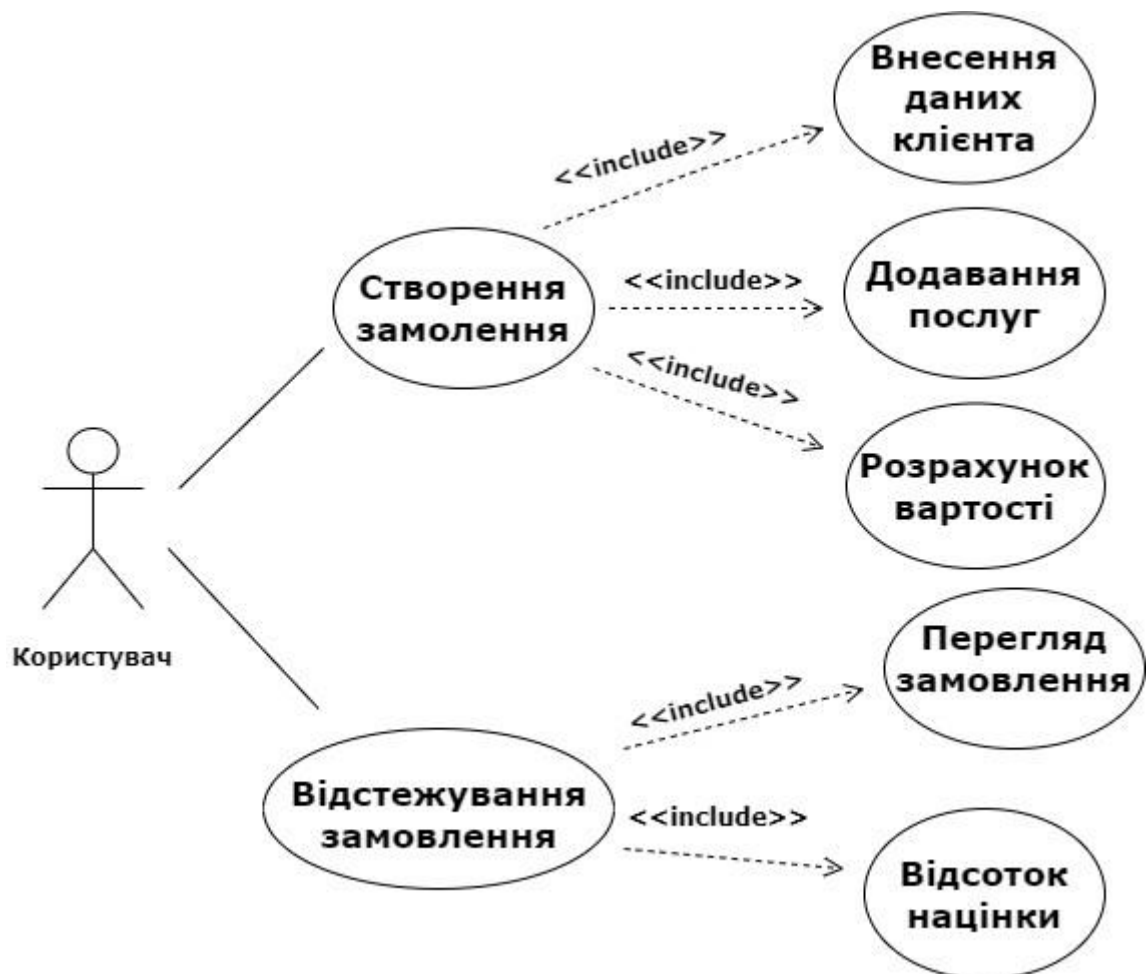 Внесення
даних
клієнта
<<include>>
Створення
замолення
<<include>>
Додавання
послуг
<<include>>
Розрахунок
вартості
Користувач
Перегляд
замовлення
<<include>>
Відстежування
замовлення
<<include>>
Відсоток
націнки